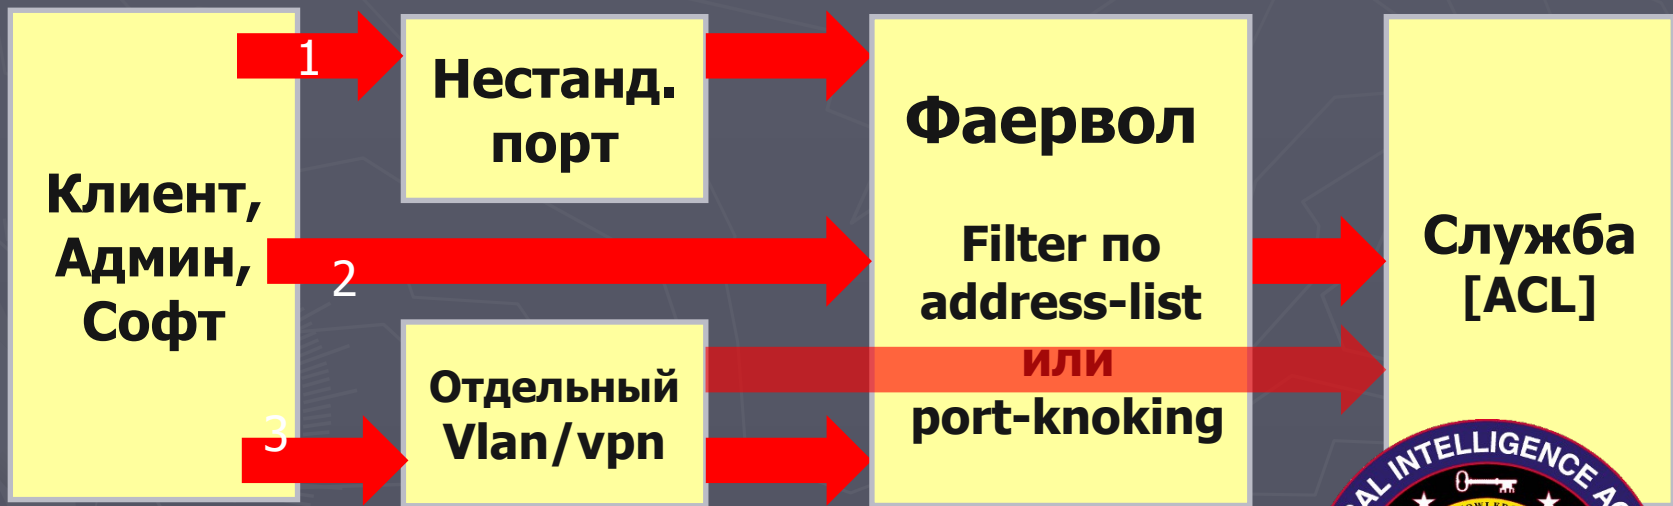 1
Нестанд.
порт
Клиент,
Админ,
Софт
2
3
Отдельный
Vlan/vpn
Фаервол
Filter по
address-list
или
port-knoking
Служба
[ACL]
INTELLIGENCE